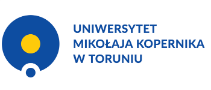 UNIWERSYTET
MIKOŁAJA KOPERNIKA
W TORUNIU